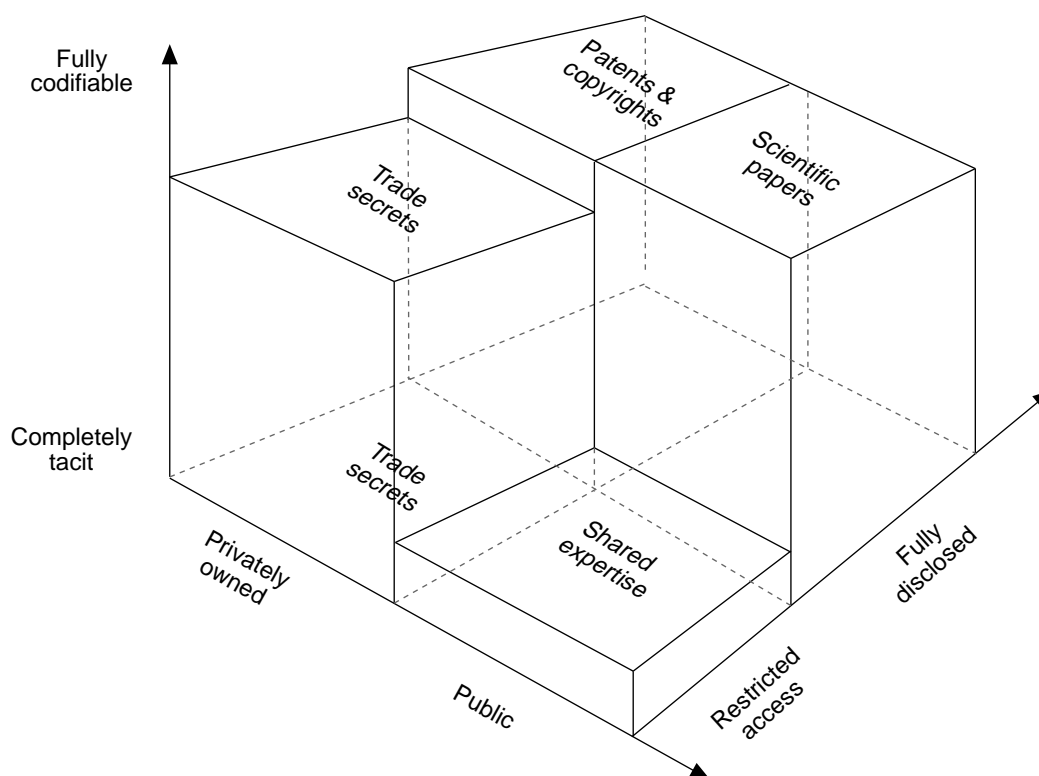 Fully
codifiable
Patents &
copyrights
Scientific
papers
Trade
secrets
Completely
tacit
Trade
secrets
Shared
expertise
Privately
owned
Fully
disclosed
Public
Restricted
access